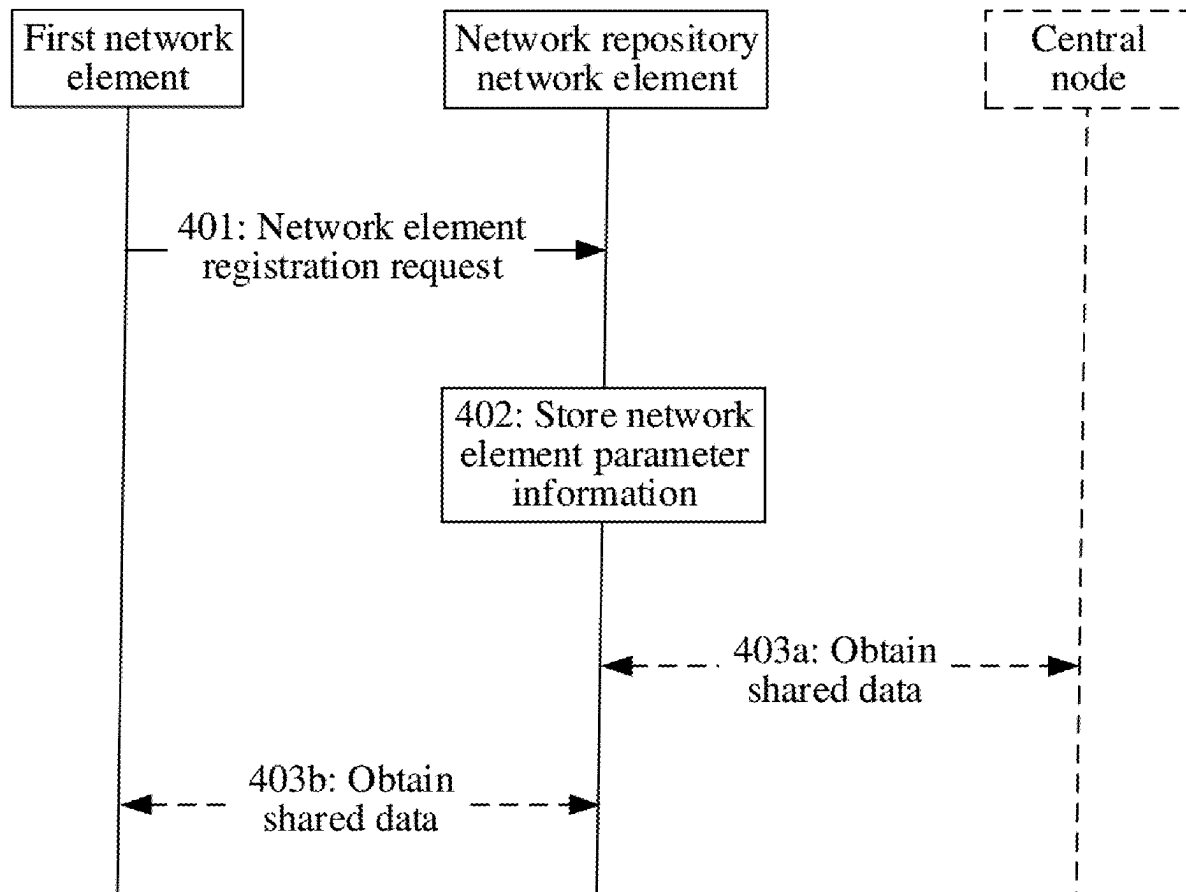 First network
element
Network repository
network element
Central
node
401: Network element
registration request
402: Store network
element parameter
information
403a: Obtain
shared data
403b: Obtain
shared data